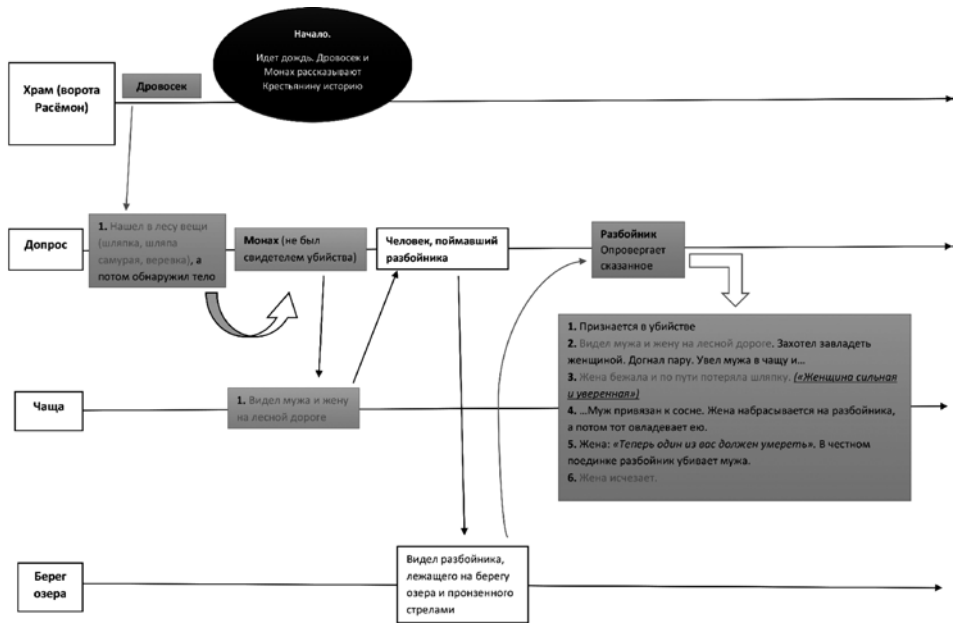 Начало.
Идет дождь. Дровосек и
Монах рассказывают
Крестьянину историю
Храм (ворота
Расёмон)
Дровосек
Допрос
1. Нашел в лесу вещи
(шляпка, шляпа
самурая, веревка), а
потом обнаружил тело
Монах (не был
свидетелем убийства)
Человек, поймавший
разбойника
Разбойник
Опровергает
сказанное
1. Признается в убийстве
2. Видел мужа и жену на лесной дороге. Захотел завладеть
женщиной. Догнал пару. Увел мужа в чащу и…
3. Жена бежала и по пути потеряла шляпку. («Женщина сильная
и уверенная»)
4. …Муж привязан к сосне. Жена набрасывается на разбойника,
а потом тот овладевает ею.
5. Жена: «Теперь один из вас должен умереть». В честном
поединке разбойник убивает мужа.
6. Жена исчезает.
Чаща
1. Видел мужа и жену
на лесной дороге
Берег
озера
Видел разбойника,
лежащего на берегу
озера и пронзенного
стрелами